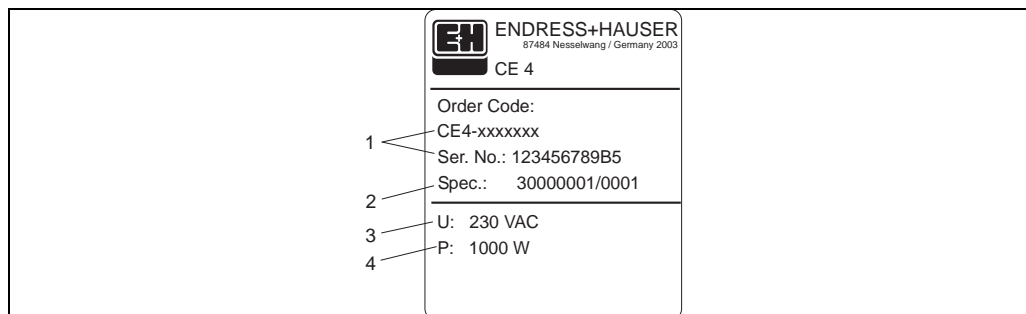 E+H
ENDRESS+HAUSER
87484 Nesselwang / Germany 2003
CE 4
Order Code:
CE4-xxxxxxx
1
Ser. No.: 123456789B5
Spec.: 30000001/0001
2
U: 230 VAC
3
P: 1000 W
4